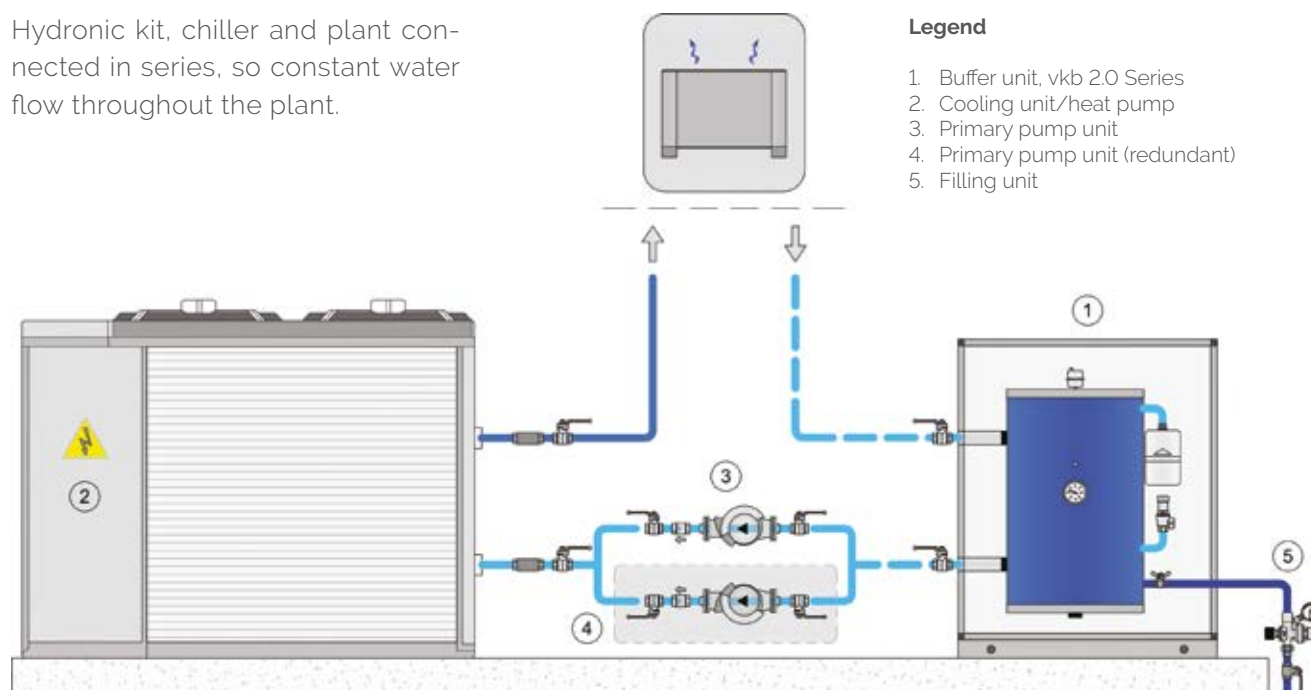 Hydronic kit, chiller and plant con-
nected in series, so constant water
flow throughout the plant.
Legend
1. Buffer unit, vkb 2.0 Series
2. Cooling unit/heat pump
3. Primary pump unit
4. Primary pump unit (redundant)
5. Filling unit
1
2
3
5
4